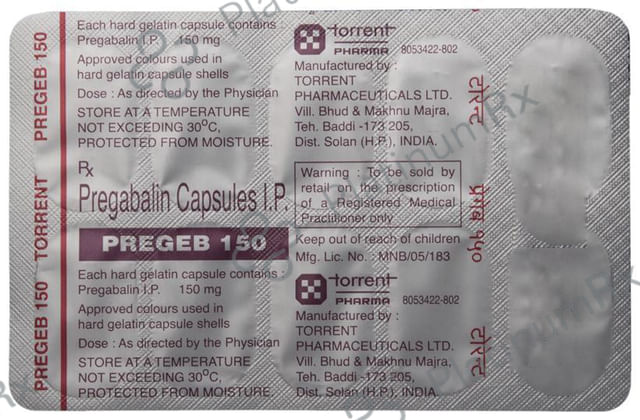 Each hard gelatin capsule contains :
Pregabalin I.P. 150 mg
Approved colours used in
hard gelatin capsule shells
Dose : As directed by the Physician
STORE AT A TEMPERATURE
NOT EXCEEDING 30°C,
PROTECTED FROM MOISTURE.
Rx
Pregabalin Capsules I.P.
PREGEB 150
Each hard gelatin capsule contains :
Pregabalin I.P. 150 mg
Approved colours used in
hard gelatin capsule shells
Dose : As directed by the Physician
STORE AT A TEMPERATURE
NOT EXCEEDING 30°C,
PROTECTED FROM MOISTURE.
torrent
PHARMA 8053422-802
Manufactured by :
TORRENT
PHARMACEUTICALS LTD.
Vill. Bhud & Makhnu Majra,
Teh. Baddi -173 205,
Dist. Solan (H.P.), INDIA.
Warning : To be sold by
retail on the prescription
of a Registered Medical
Practitioner only
Keep out of reach of children
Mfg. Lic. No. : MNB/05/183
torrent
PHARMA 8053422-802
Manufactured by :
TORRENT
PHARMACEUTICALS LTD.
Vill. Bhud & Makhnu Majra,
Teh. Baddi -173 205,
Dist. Solan (H.P.), INDIA.
PREGEB 150 TORRENT PREGEB 150
टोरेन्ट
टोरेन्ट
PlatinumRx